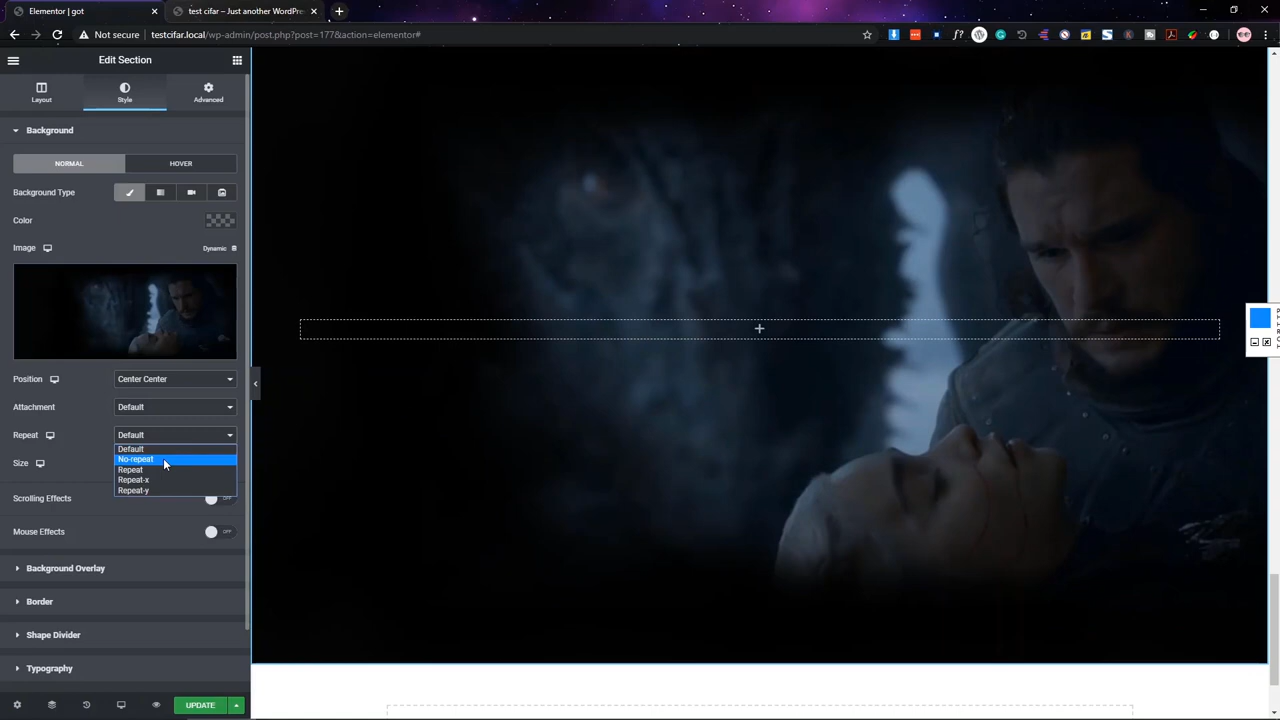 Elementor | got
test cifar – Just another WordPre
Not secure
testcifar.local/wp-admin/post.php?post=177&action=elementor#
Edit Section
Layout
Style
Advanced
Background
NORMAL
HOVER
Background Type
Color
Image
Dynamic
Position
Center Center
Attachment
Default
Repeat
Default
Default
No-repeat
Repeat
Repeat-x
Repeat-y
Size
Scrolling Effects
OFF
Mouse Effects
OFF
Background Overlay
Border
Shape Divider
Typography
UPDATE